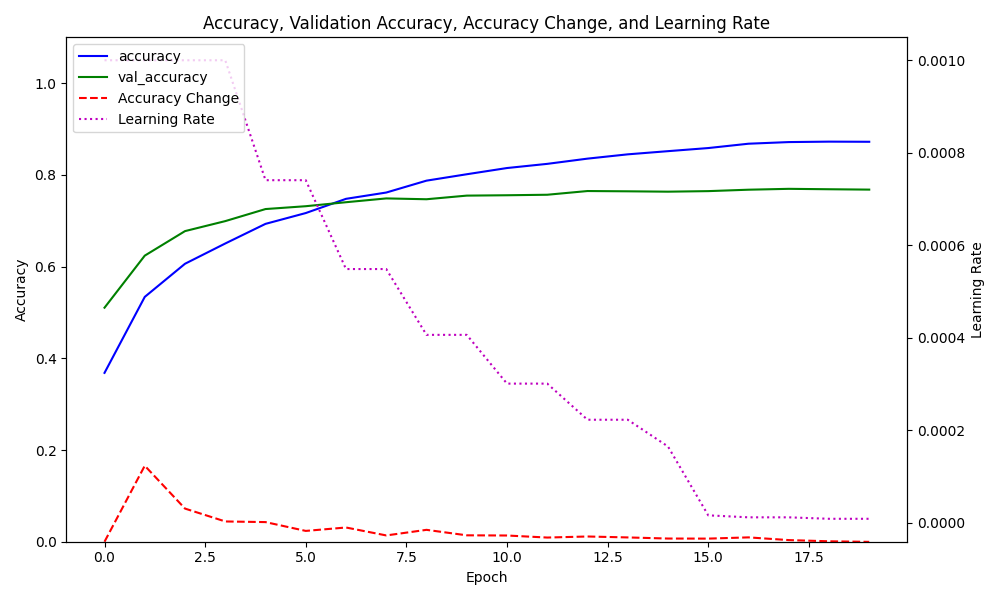 Accuracy, Validation Accuracy, Accuracy Change, and Learning Rate
accuracy
val_accuracy
Accuracy Change
Learning Rate
1.0
0.8
0.6
0.4
0.2
0.0
Accuracy
0.0010
0.0008
0.0006
0.0004
0.0002
0.0000
Learning Rate
0.0 2.5 5.0 7.5 10.0 12.5 15.0 17.5
Epoch